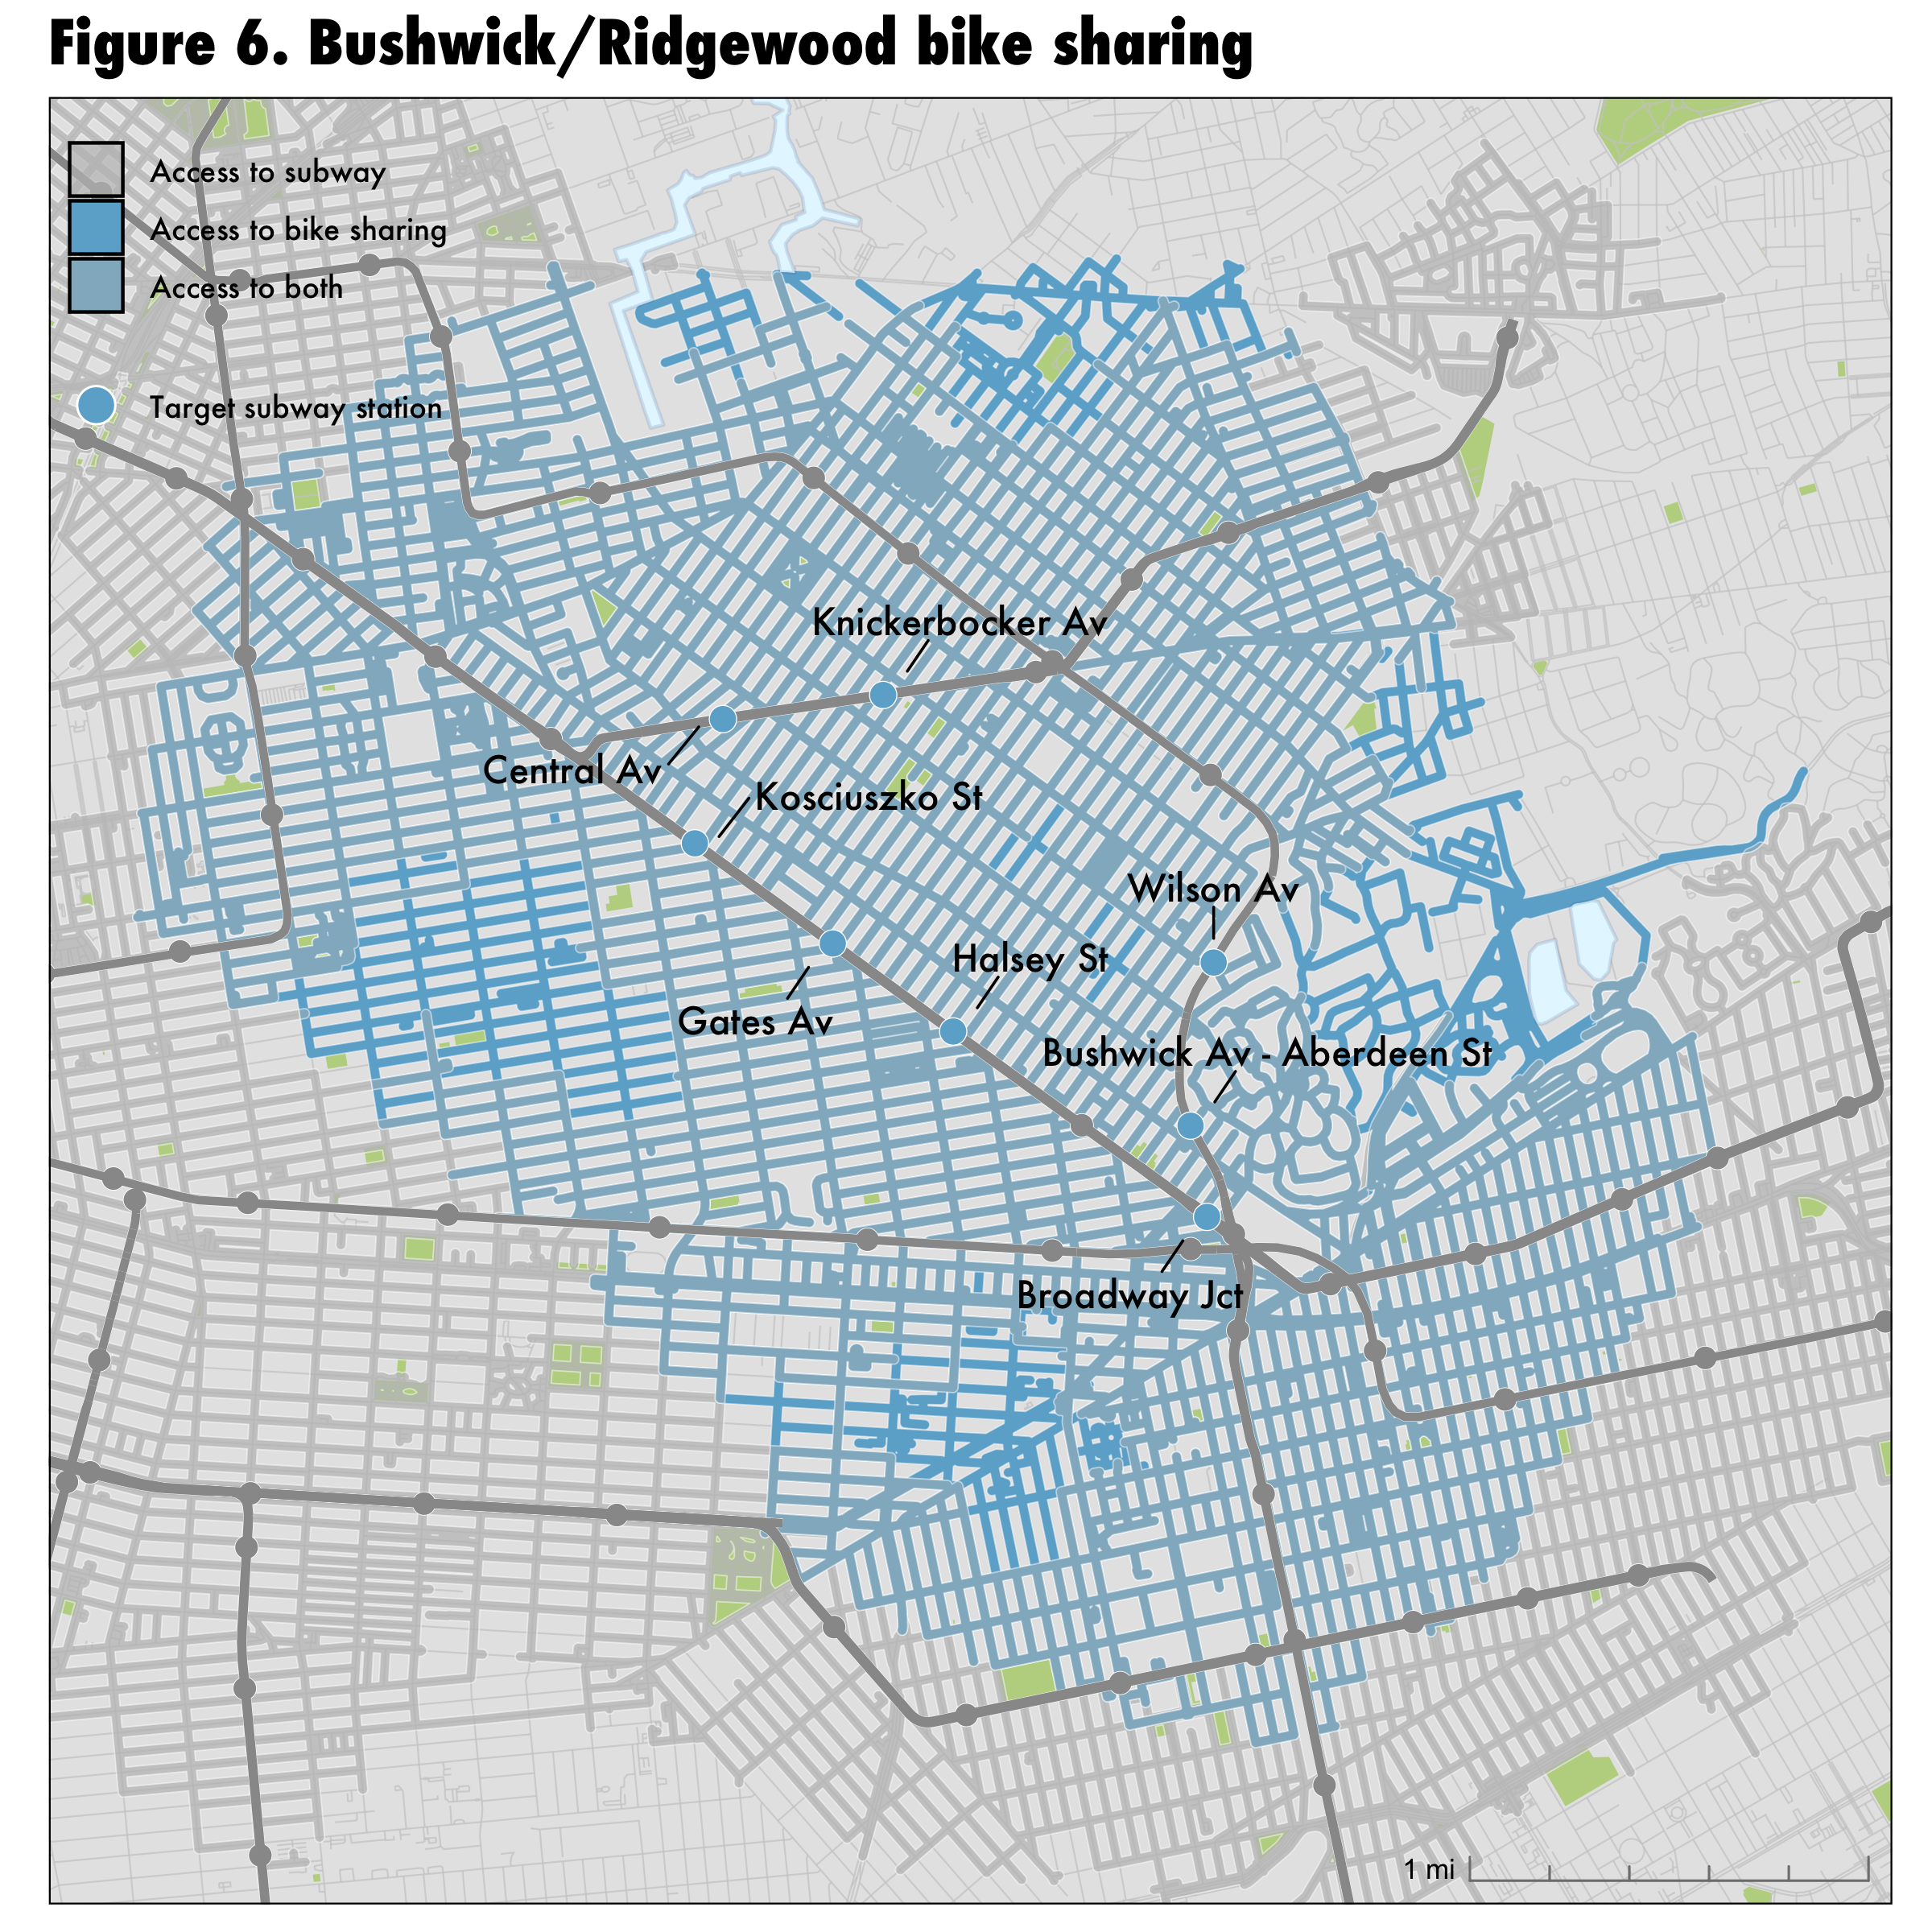 Figure 6. Bushwick/Ridgewood bike sharing
Access to subway
Access to bike sharing
Access to both
Target subway station
Knickerbocker Av
Central Av
Kosciuszko St
Wilson Av
Halsey St
Gates Av
Bushwick Av - Aberdeen St
Broadway Jct
1 mi